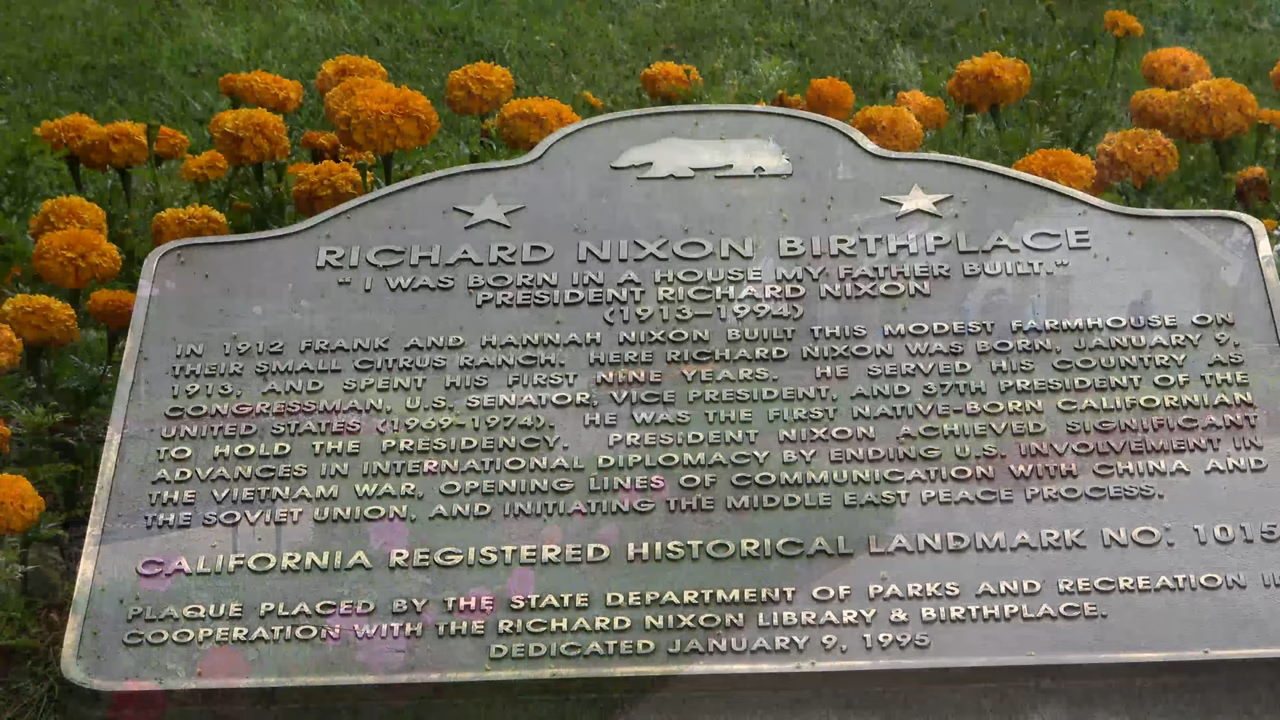 RICHARD NIXON BIRTHPLACE
"I WAS BORN IN A HOUSE MY FATHER BUILT."
PRESIDENT RICHARD NIXON
(1913–1994)
IN 1912 FRANK AND HANNAH NIXON BUILT THIS MODEST FARMHOUSE ON
THEIR SMALL CITRUS RANCH. HERE RICHARD NIXON WAS BORN, JANUARY 9,
1913, AND SPENT HIS FIRST NINE YEARS. HE SERVED HIS COUNTRY AS
CONGRESSMAN, U.S. SENATOR, VICE PRESIDENT, AND 37TH PRESIDENT OF THE
UNITED STATES (1969-1974). HE WAS THE FIRST NATIVE-BORN CALIFORNIAN
TO HOLD THE PRESIDENCY. PRESIDENT NIXON ACHIEVED SIGNIFICANT
ADVANCES IN INTERNATIONAL DIPLOMACY BY ENDING U.S. INVOLVEMENT IN
THE VIETNAM WAR, OPENING LINES OF COMMUNICATION WITH CHINA AND
THE SOVIET UNION, AND INITIATING THE MIDDLE EAST PEACE PROCESS.
CALIFORNIA REGISTERED HISTORICAL LANDMARK NO. 1015
PLAQUE PLACED BY THE STATE DEPARTMENT OF PARKS AND RECREATION
COOPERATION WITH THE RICHARD NIXON LIBRARY & BIRTHPLACE.
DEDICATED JANUARY 9, 1995